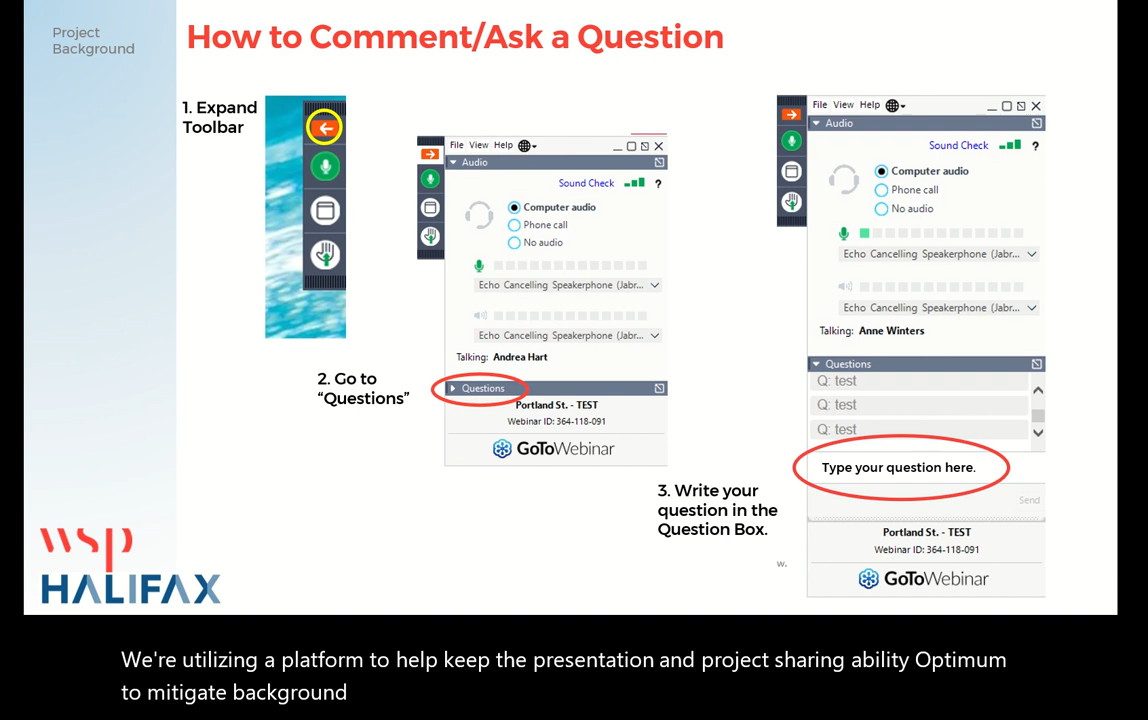 Project
Background
How to Comment/Ask a Question
1. Expand
Toolbar
File View Help
Audio
Sound Check
?
Computer audio
Phone call
No audio
Echo Cancelling Speakerphone (Jabr...
Echo Cancelling Speakerphone (Jabr...
Talking: Andrea Hart
2. Go to
“Questions”
Questions
Portland St. - TEST
Webinar ID: 364-118-091
GoToWebinar
File View Help
Audio
Sound Check
?
Computer audio
Phone call
No audio
Echo Cancelling Speakerphone (Jabr...
Echo Cancelling Speakerphone (Jabr...
Talking: Anne Winters
Questions
Q: test
Q: test
Q: test
Type your question here.
Send
3. Write your
question in the
Question Box.
w.
Portland St. - TEST
Webinar ID: 364-118-091
GoToWebinar
wsp
HALIFAX
We're utilizing a platform to help keep the presentation and project sharing ability Optimum
to mitigate background